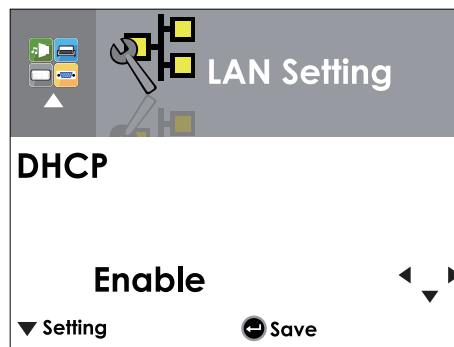 LAN Setting
DHCP
Enable
Setting
Save